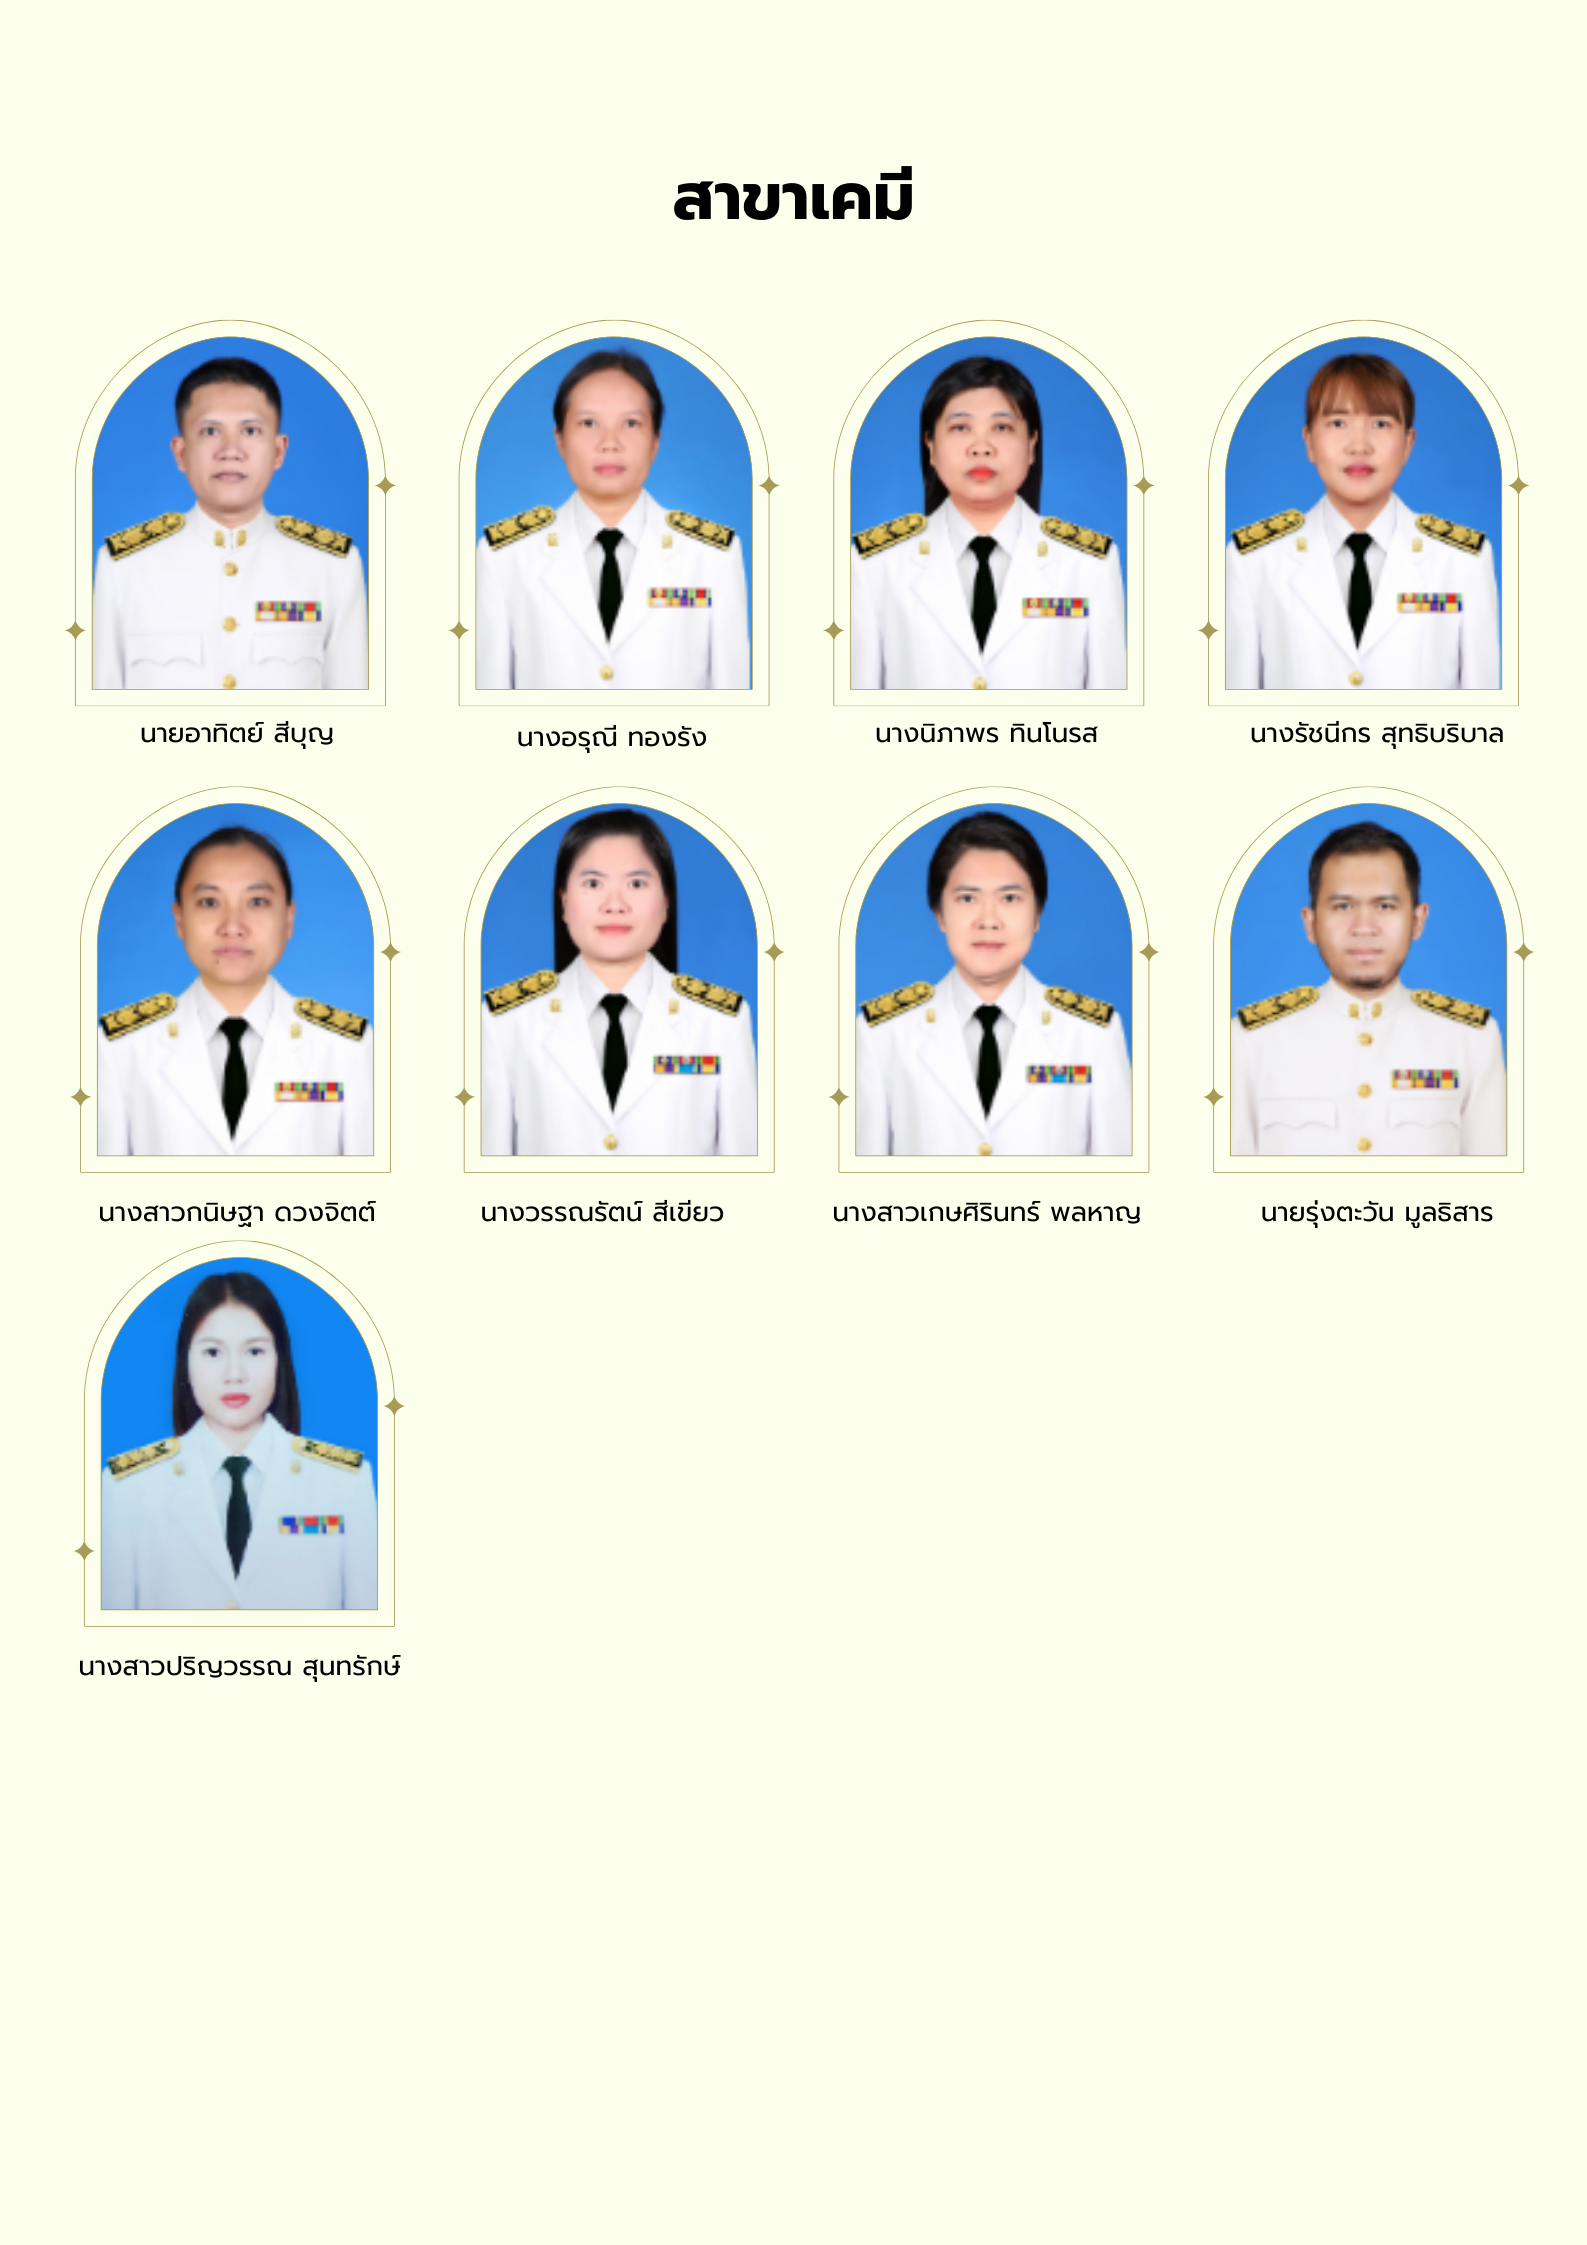 สาขาเคมี
นายอาทิตย์ สีบุญ
นางอรุณี ทองรัง
นางนิภาพร ทินโนรส
นางรัชนีกร สุทธิบริบาล
นางสาวกนิษฐา ดวงจิตต์
นางวรรณรัตน์ สีเขียว
นางสาวเกษศิรินทร์ พลหาญ
นายรุ่งตะวัน มูลธิสาร
นางสาวปริญวรรณ สุนทรักษ์